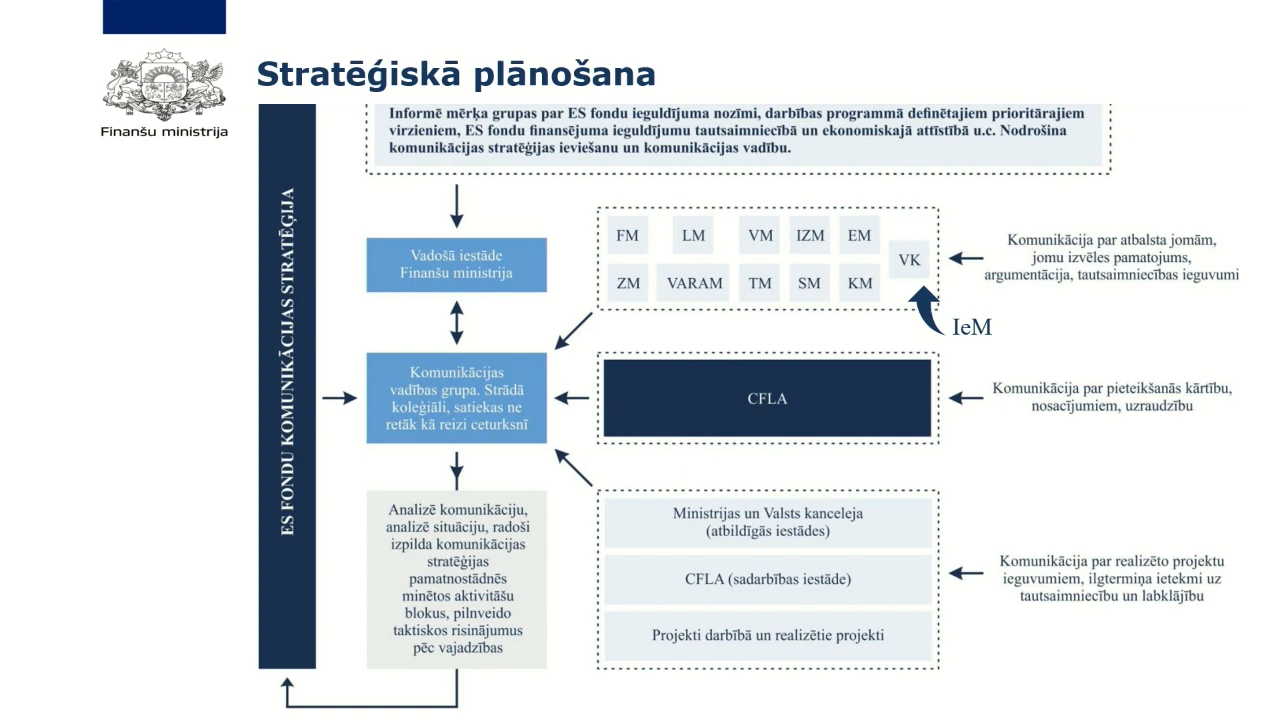 Stratēģiskā plānošana
Finanšu ministrija
ES FONDU KOMUNIKĀCIJAS STRATĒĢIJA
Informē mērķa grupas par ES fondu ieguldījuma nozīmi, darbības programmā definētajiem prioritārajiem
virzieniem, ES fondu finansējuma ieguldījumu tautsaimniecībā un ekonomiskajā attīstībā u.c. Nodrošina
komunikācijas stratēģijas ieviešanu un komunikācijas vadību.
Vadošā iestāde
Finanšu ministrija
FM LM VM IZM EM
VK
ZM VARAM TM SM KM
IeM
Komunikācija par atbalsta jomām,
jomu izvēles pamatojums,
argumentācija, tautsaimniecības ieguvumi
Komunikācijas
vadības grupa. Strādā
koleģiāli, satiekas ne
retāk kā reizi ceturksnī
CFLA
Komunikācija par pieteikšanās kārtību,
nosacījumiem, uzraudzību
Analizē komunikāciju,
analizē situāciju, radoši
izpilda komunikācijas
stratēģijas
pamatnostādnēs
minētos aktivitāšu
blokus, pilnveido
taktiskos risinājumus
pēc vajadzības
Ministrijas un Valsts kanceleja
(atbildīgās iestādes)
CFLA (sadarbības iestāde)
Projekti darbībā un realizētie projekti
Komunikācija par realizēto projektu
ieguvumiem, ilgtermiņa ietekmi uz
tautsaimniecību un labklājību